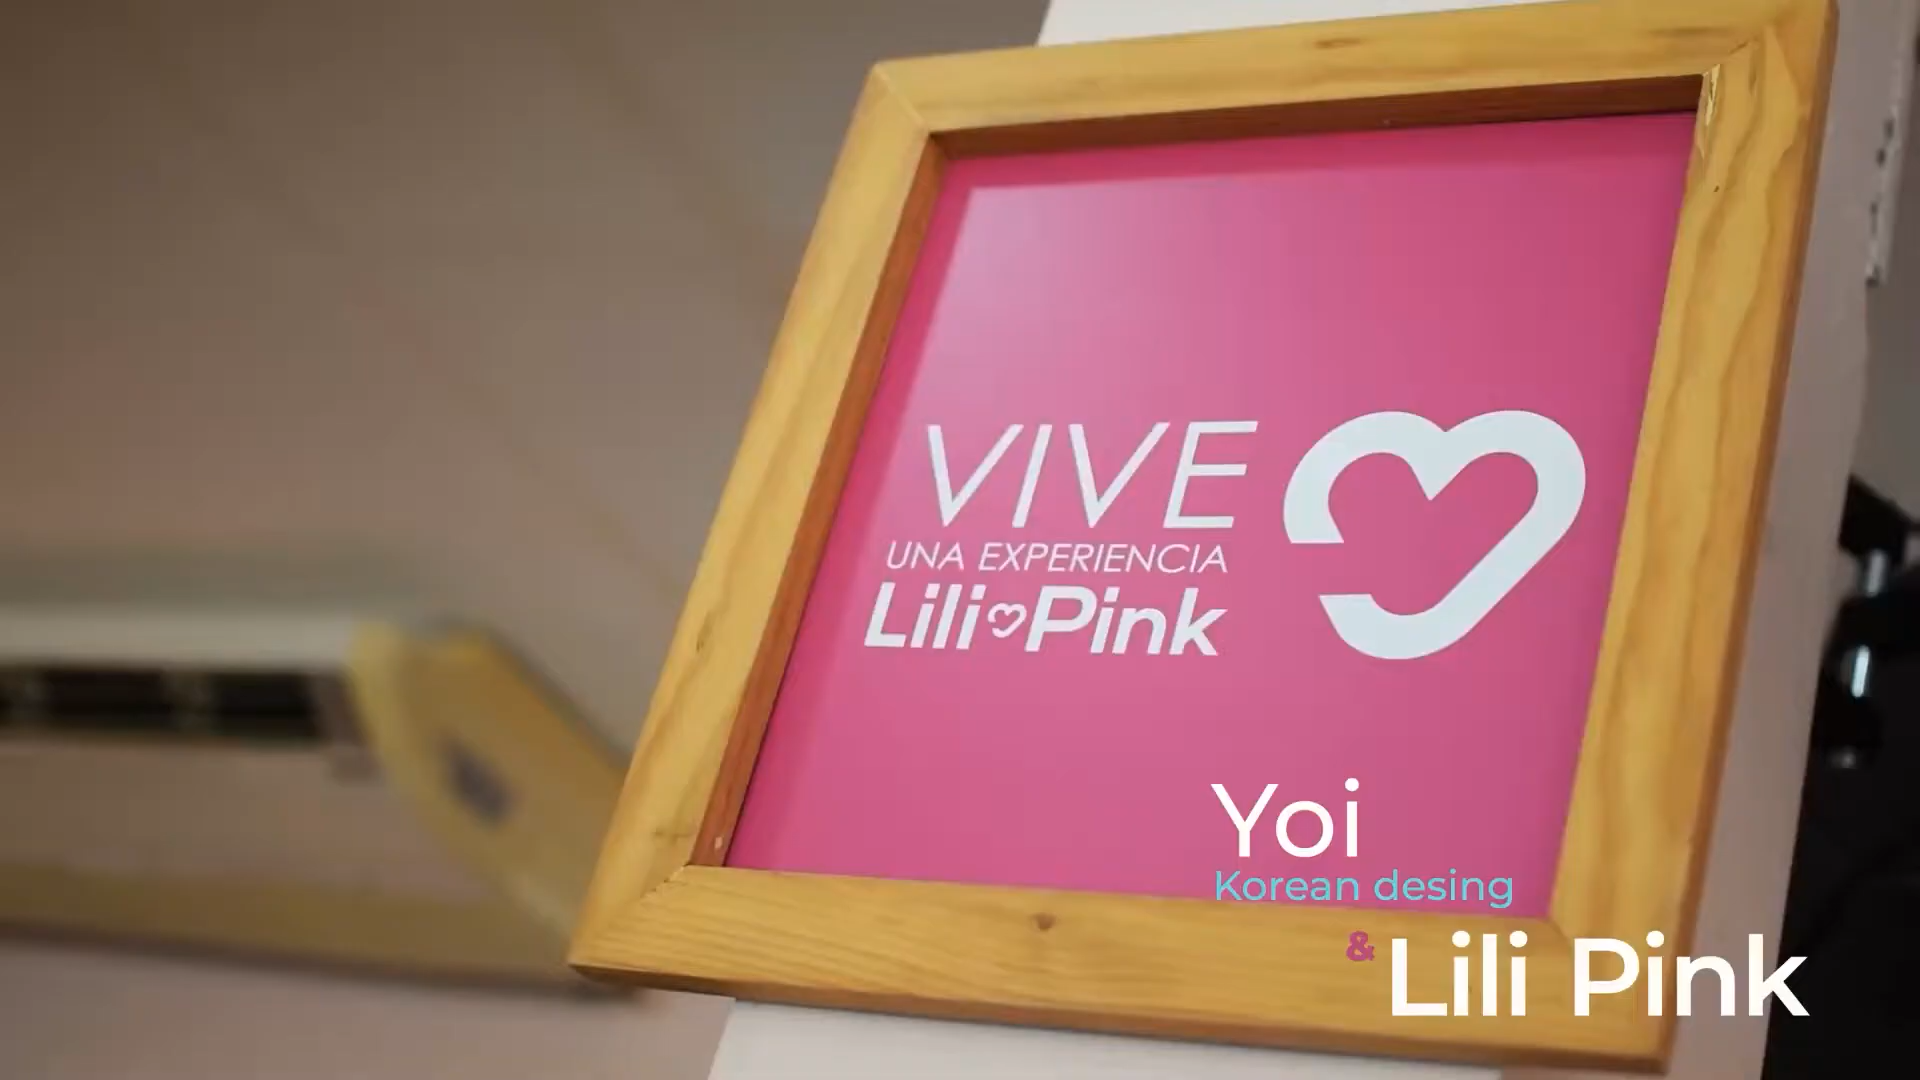 VIVE
UNA EXPERIENCIA
Lili Pink
Yoi
Korean desing
& Lili Pink